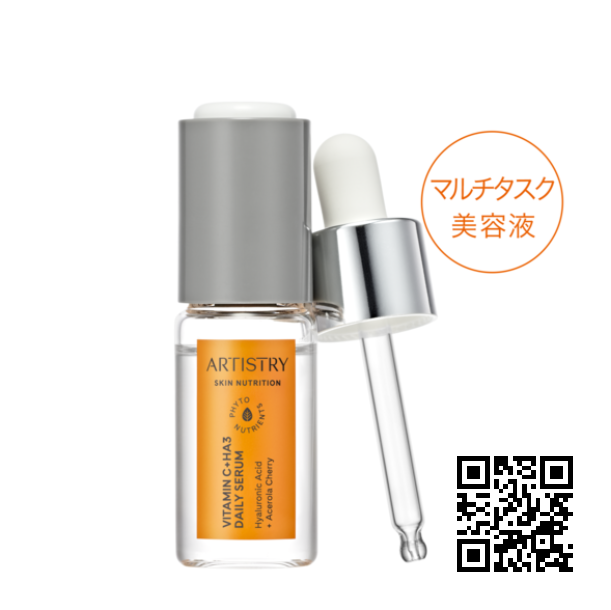 マルチタスク
美容液
ARTISTRY
SKIN NUTRITION
PHYTO
NUTRIENTS
VITAMIN C+HA3
DAILY SERUM
Hyaluronic Acid
+ Acerola Cherry